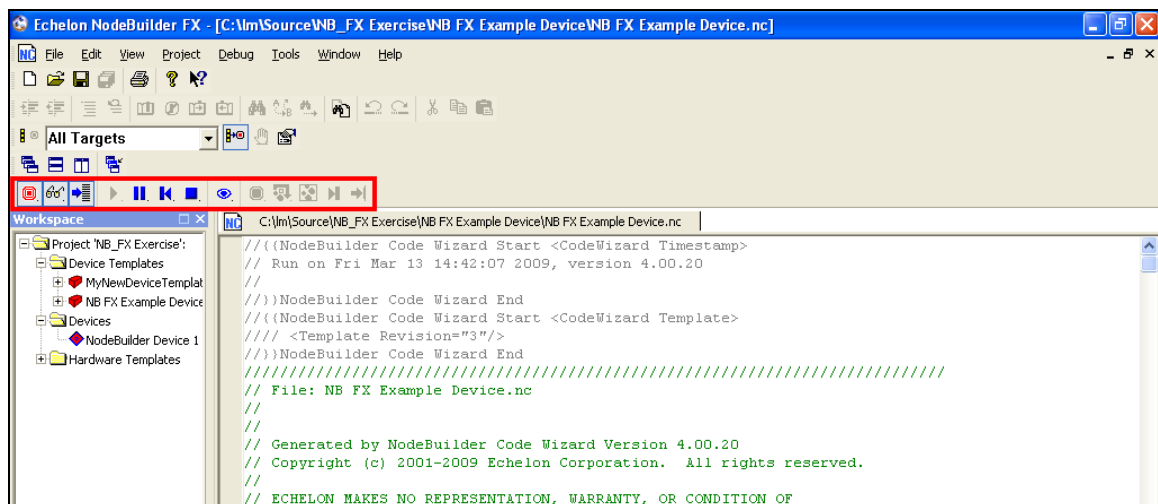 Echelon NodeBuilder FX - [C:\lm\Source\NB_FX Exercise\NB FX Example Device\NB FX Example Device.nc]
NC File Edit View Project Debug Tools Window Help
All Targets
Workspace
NC C:\lm\Source\NB_FX Exercise\NB FX Example Device\NB FX Example Device.nc
Project 'NB_FX Exercise':
Device Templates
MyNewDeviceTemplat
NB FX Example Device
Devices
NodeBuilder Device 1
Hardware Templates
//{{NodeBuilder Code Wizard Start <CodeWizard Timestamp>
// Run on Fri Mar 13 14:42:07 2009, version 4.00.20
//
//}}NodeBuilder Code Wizard End
//{{NodeBuilder Code Wizard Start <CodeWizard Template>
//// <Template Revision="3"/>
//}}NodeBuilder Code Wizard End
//////////////////////////////////////////////////////////////////////////////
// File: NB FX Example Device.nc
//
//
// Generated by NodeBuilder Code Wizard Version 4.00.20
// Copyright (c) 2001-2009 Echelon Corporation.  All rights reserved.
//
// ECHELON MAKES NO REPRESENTATION, WARRANTY, OR CONDITION OF